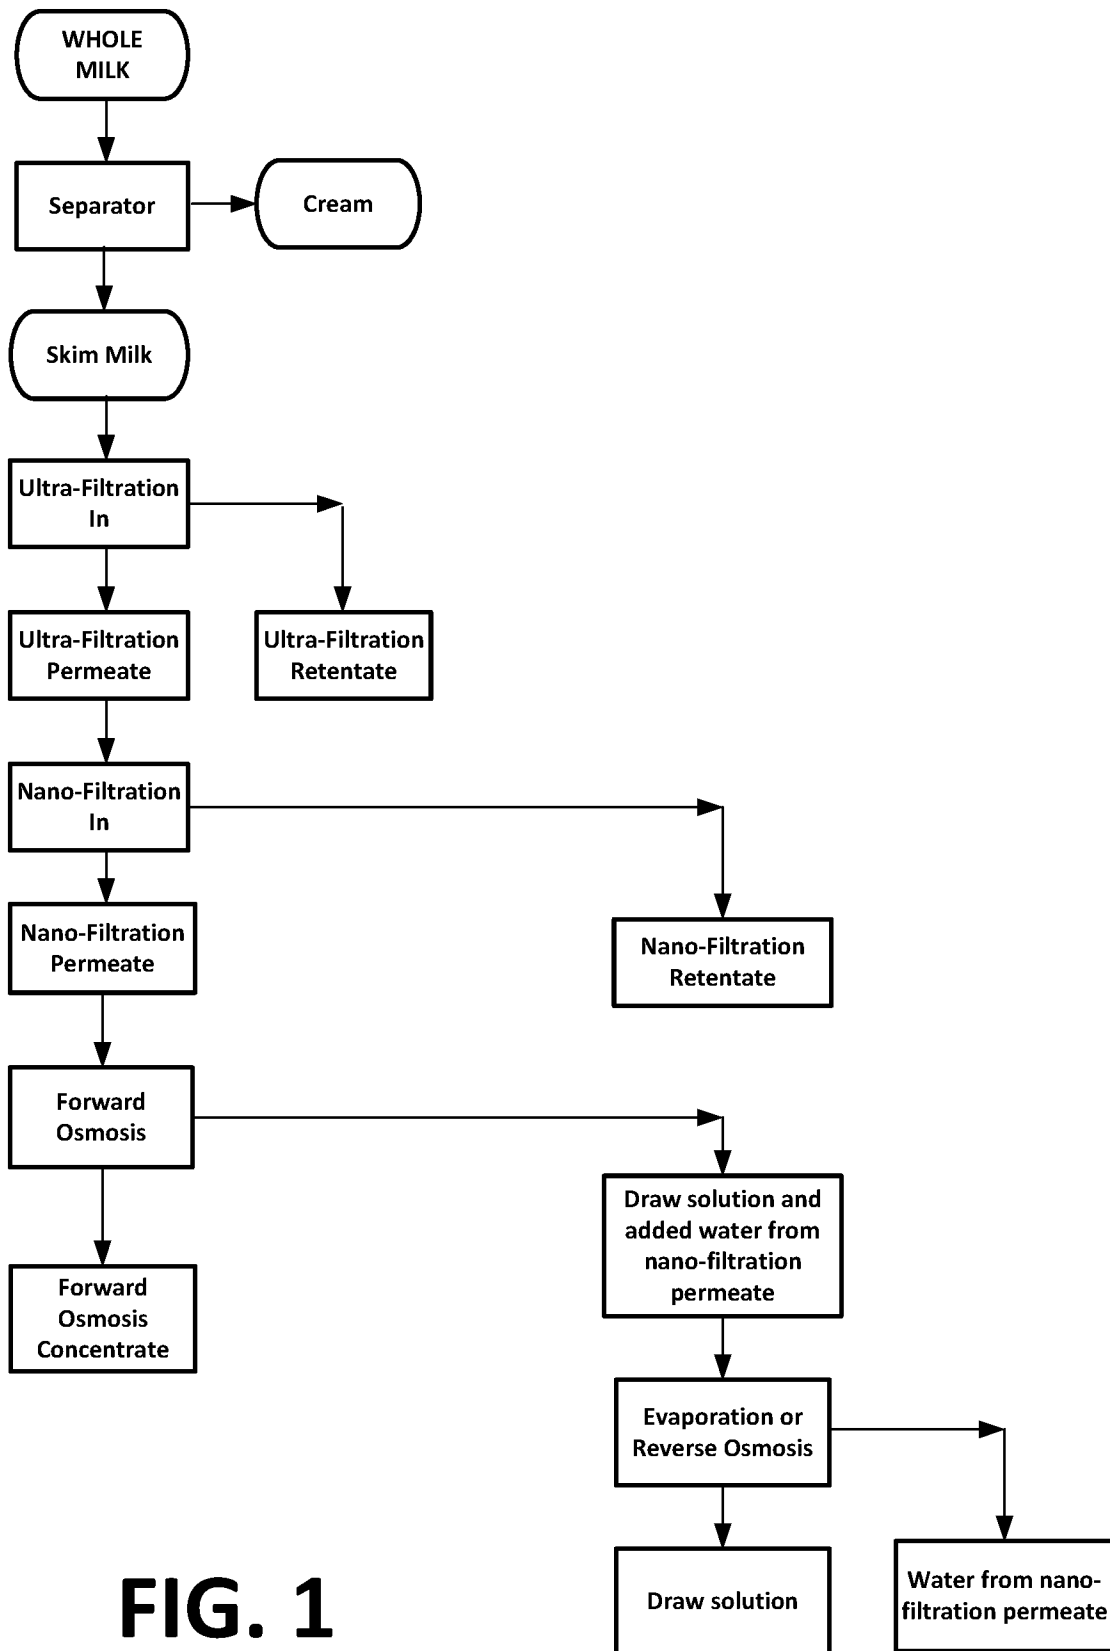 WHOLE
MILK
Separator
Cream
Skim Milk
Ultra-Filtration
In
Ultra-Filtration
Permeate
Ultra-Filtration
Retentate
Nano-Filtration
In
Nano-Filtration
Permeate
Nano-Filtration
Retentate
Forward
Osmosis
Draw solution and
added water from
nano-filtration
permeate
Forward
Osmosis
Concentrate
Evaporation or
Reverse Osmosis
Draw solution
Water from nano-
filtration permeate
FIG. 1